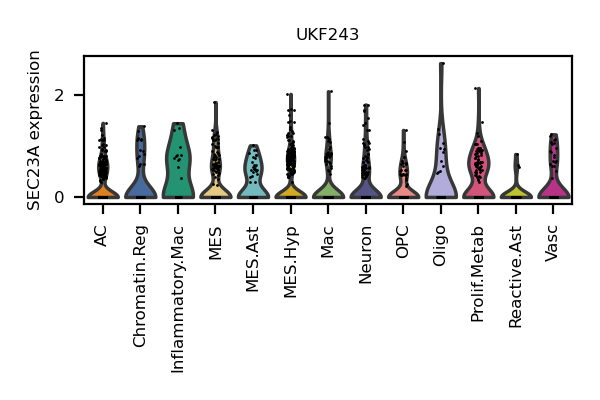 UKF243
SEC23A expression
2
0
AC
Chromatin.Reg
Inflammatory.Mac
MES
MES.Ast
MES.Hyp
Mac
Neuron
OPC
Oligo
Prolif.Metab
Reactive.Ast
Vasc